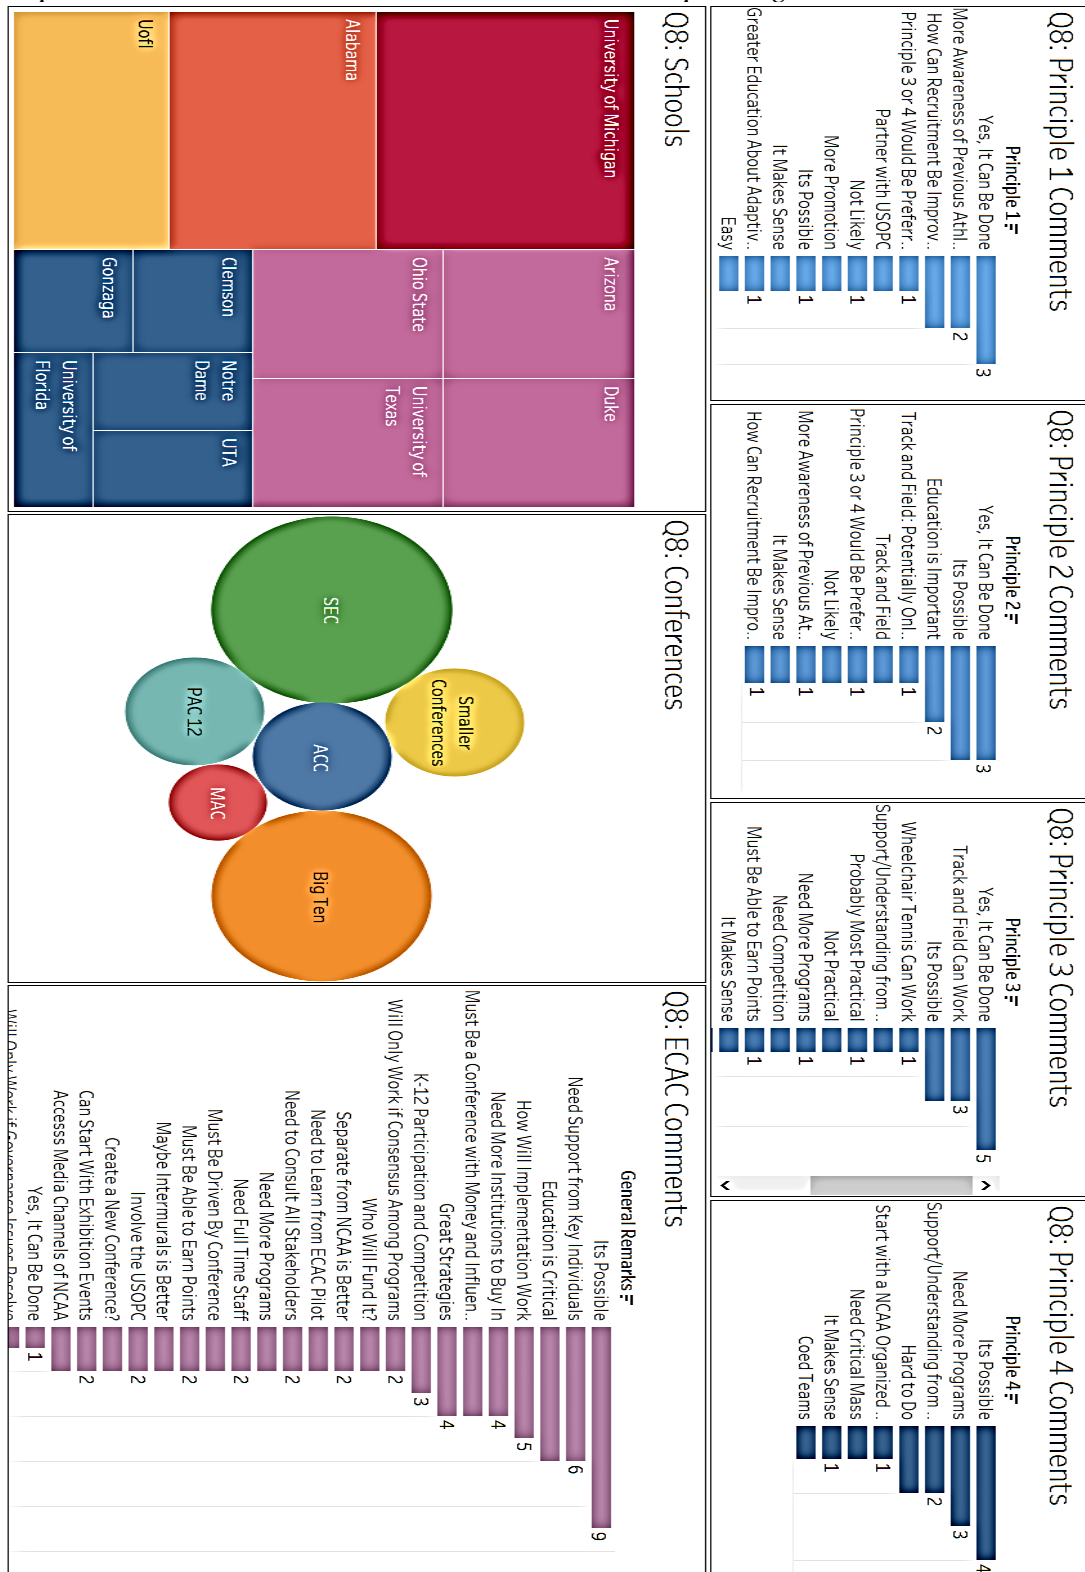 Q8: Principle 1 Comments
Principle 1
Yes, It Can Be Done 3
More Awareness of Previous Athl.. 2
How Can Recruitment Be Improv..
Principle 3 or 4 Would Be Preferr.. 1
Partner with USOPC
Not Likely 1
More Promotion
Its Possible 1
It Makes Sense
Greater Education About Adaptiv.. 1
Easy
Q8: Principle 2 Comments
Principle 2
Yes, It Can Be Done 3
Its Possible
Education is Important 2
Track and Field: Potentially Onl.. 1
Track and Field
Principle 3 or 4 Would Be Prefer.. 1
Not Likely
More Awareness of Previous At.. 1
It Makes Sense
How Can Recruitment Be Impro.. 1
Q8: Principle 3 Comments
Principle 3
Yes, It Can Be Done 5
Track and Field Can Work 3
Its Possible
Wheelchair Tennis Can Work 1
Support/Understanding from ..
Probably Most Practical 1
Not Practical
Need More Programs 1
Need Competition
Must Be Able to Earn Points 1
It Makes Sense
Q8: Principle 4 Comments
Principle 4
Its Possible 4
Need More Programs 3
Support/Understanding from .. 2
Hard to Do
Start with a NCAA Organized .. 1
Need Critical Mass
It Makes Sense 1
Coed Teams
Q8: Schools
University of Michigan
Alabama
UofI
Arizona
Duke
Ohio State
University of
Texas
Clemson
Gonzaga
Notre
Dame
UTA
University of
Florida
Q8: Conferences
Smaller
Conferences
SEC
ACC
Big Ten
PAC 12
MAC
Q8: ECAC Comments
General Remarks
Its Possible 9
Need Support from Key Individuals 6
Education is Critical
How Will Implementation Work 5
Need More Institutions to Buy In 4
Must Be a Conference with Money and Influen..
Great Strategies 4
K-12 Participation and Competition 3
Will Only Work if Consensus Among Programs 2
Who Will Fund It?
Separate from NCAA is Better 2
Need to Learn from ECAC Pilot
Need to Consult All Stakeholders 2
Need More Programs
Need Full Time Staff 2
Must Be Driven By Conference
Must Be Able to Earn Points 2
Maybe Intermurals is Better
Involve the USOPC 2
Create a New Conference?
Can Start With Exhibition Events 2
Accesss Media Channels of NCAA
Yes, It Can Be Done 1
Will Only Work if Governance Issues